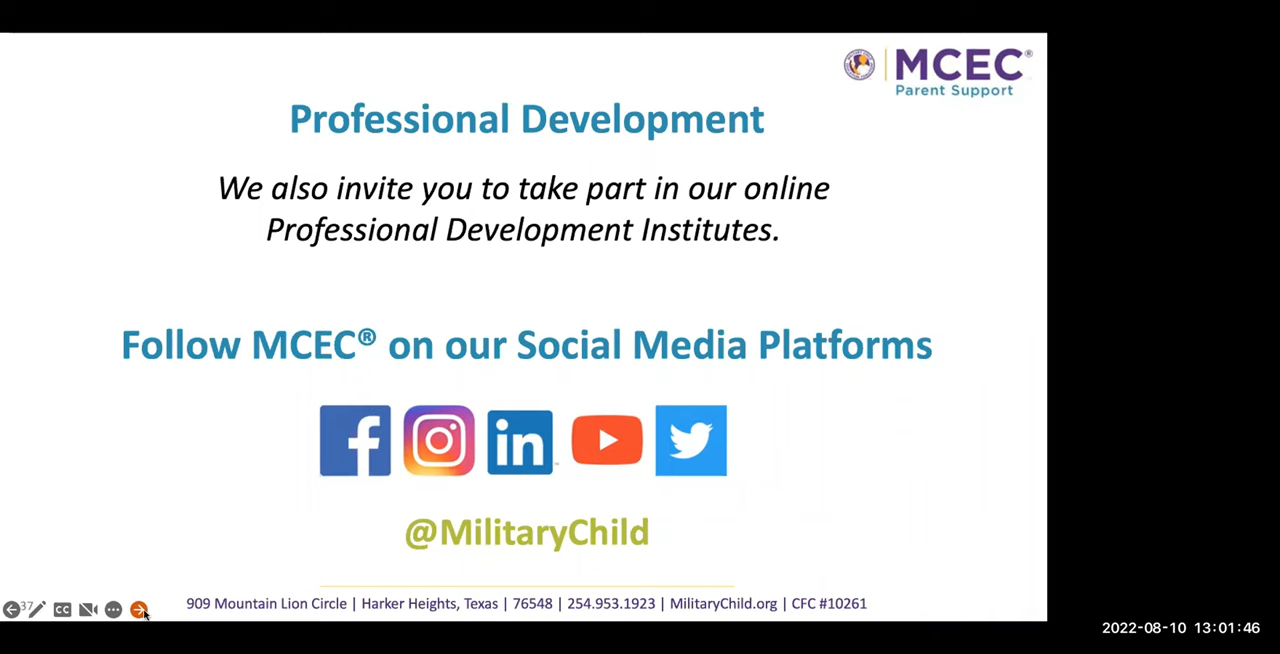 MCEC®
Parent Support
Professional Development
We also invite you to take part in our online
Professional Development Institutes.
Follow MCEC® on our Social Media Platforms
f
in
@MilitaryChild
37
CC
909 Mountain Lion Circle | Harker Heights, Texas | 76548 | 254.953.1923 | MilitaryChild.org | CFC #10261
2022-08-10 13:01:46